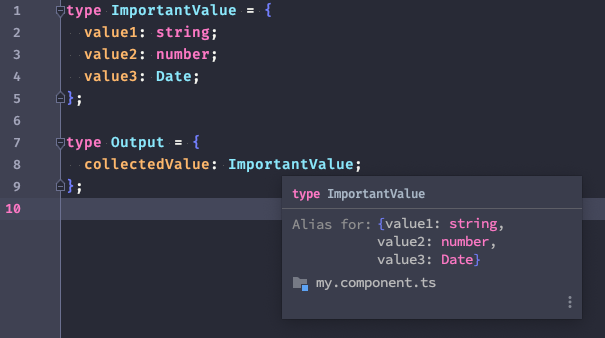 1 type ImportantValue = {
2 value1: string;
3 value2: number;
4 value3: Date;
5 };
6
7 type Output = {
8 collectedValue: ImportantValue;
9 };
10
type ImportantValue
Alias for: {value1: string,
value2: number,
value3: Date}
my.component.ts